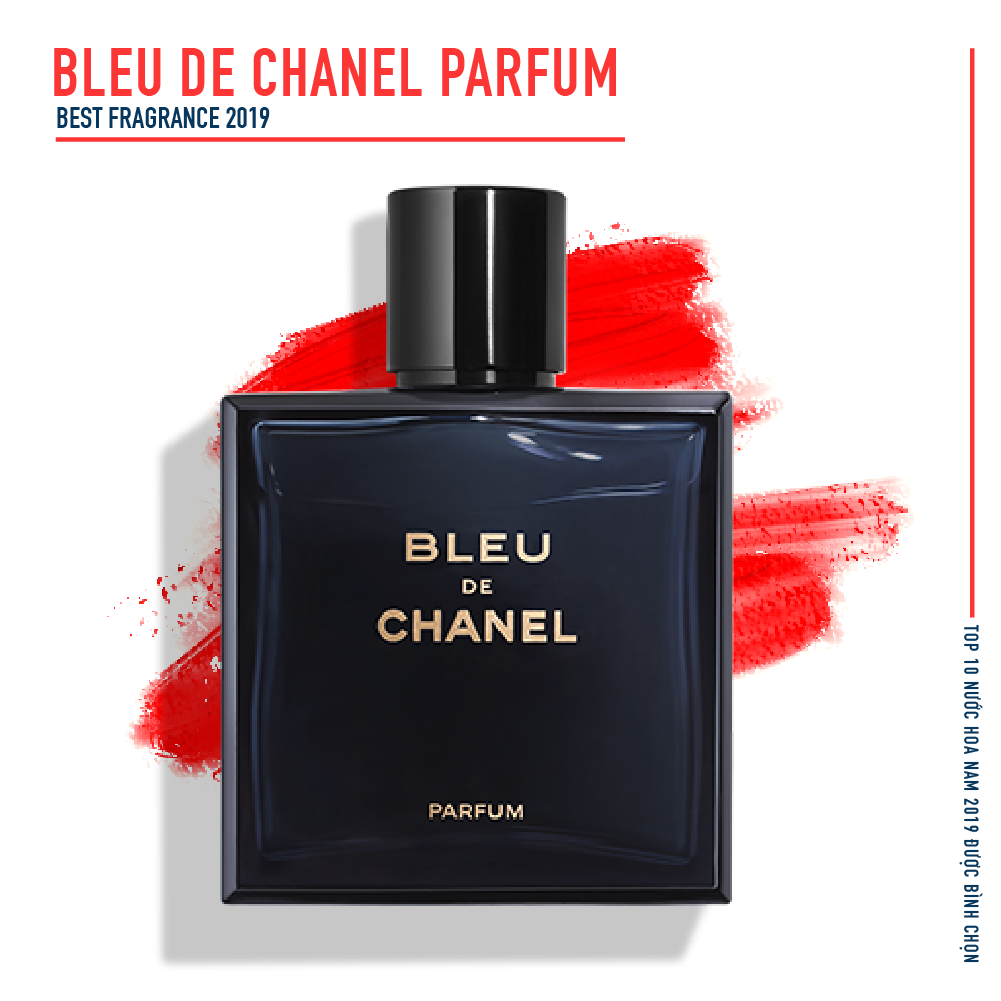 BLEU DE CHANEL PARFUM
BEST FRAGRANCE 2019
BLEU
DE
CHANEL
PARFUM
TOP 10 NƯỚC HOA NAM 2019 ĐƯỢC BÌNH CHỌN